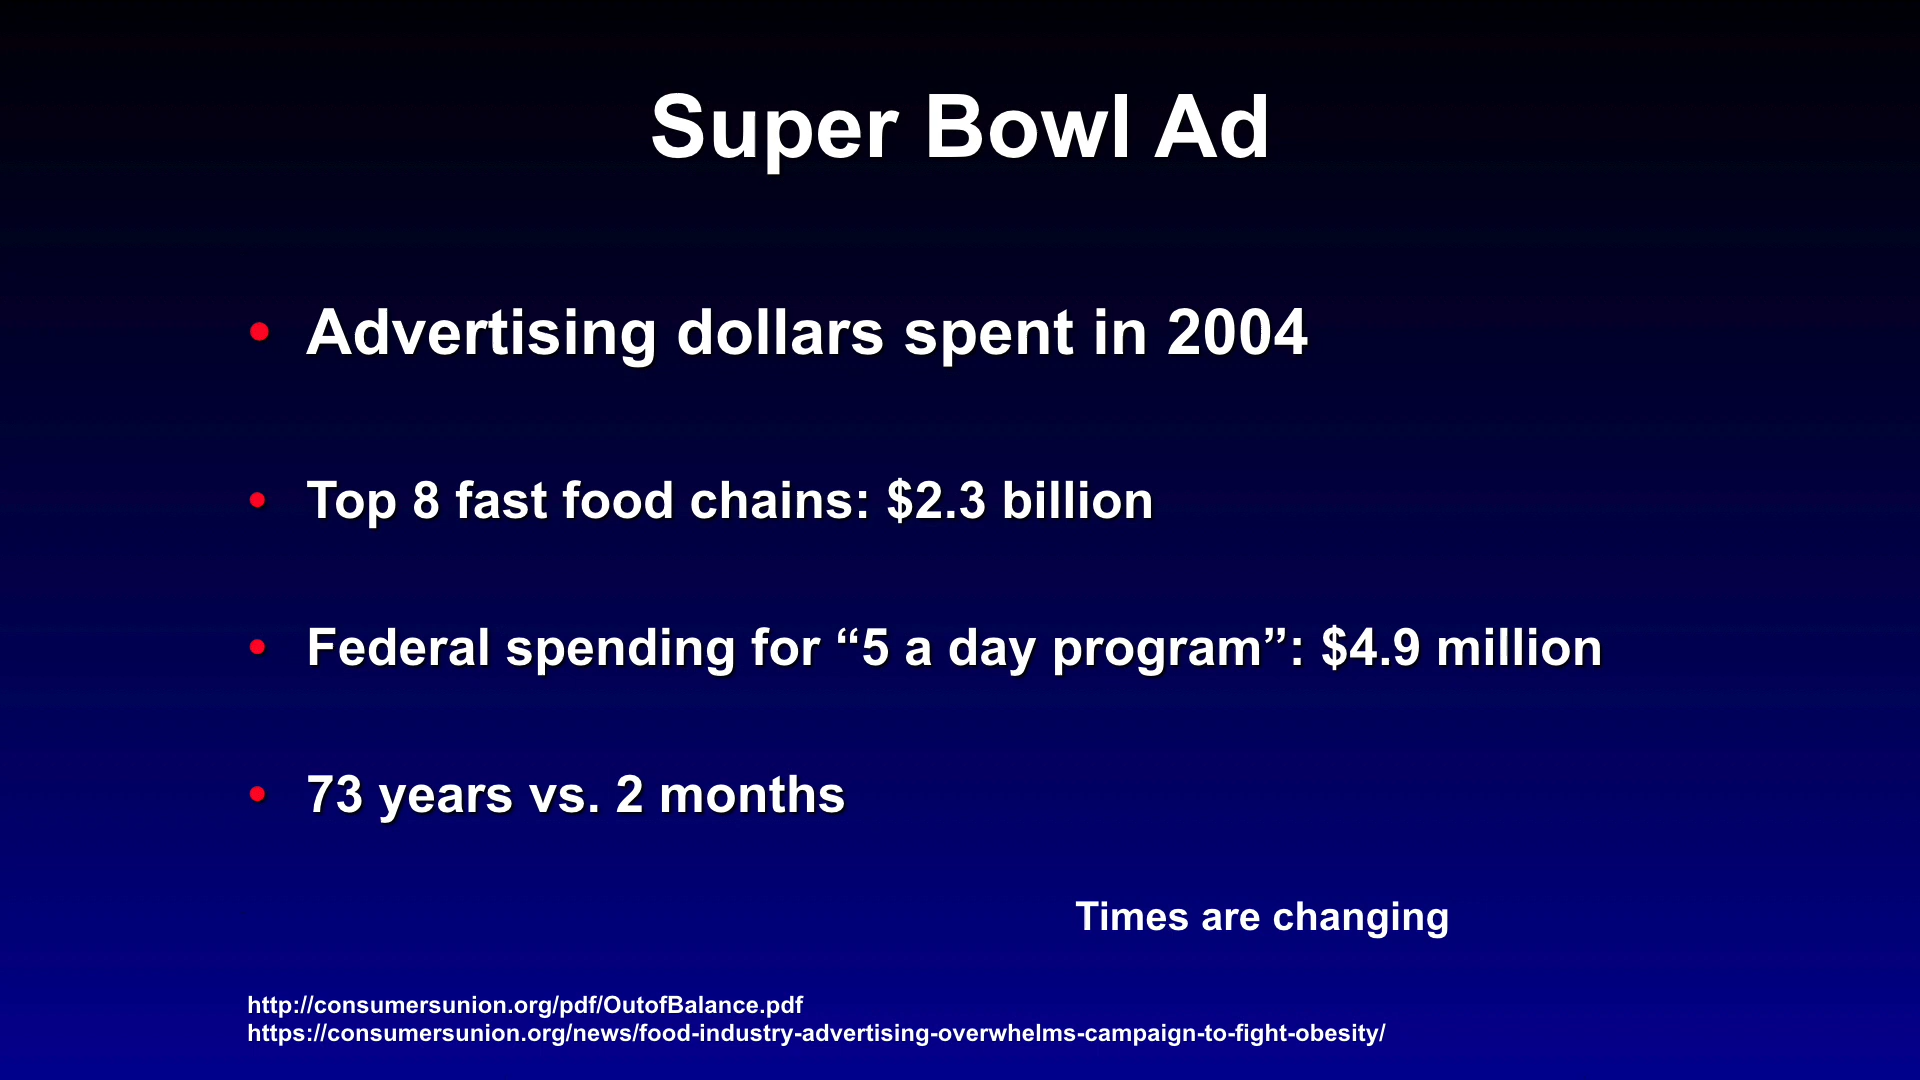 Super Bowl Ad
• Advertising dollars spent in 2004
• Top 8 fast food chains: $2.3 billion
• Federal spending for “5 a day program”: $4.9 million
• 73 years vs. 2 months
Times are changing
http://consumersunion.org/pdf/OutofBalance.pdf
https://consumersunion.org/news/food-industry-advertising-overwhelms-campaign-to-fight-obesity/